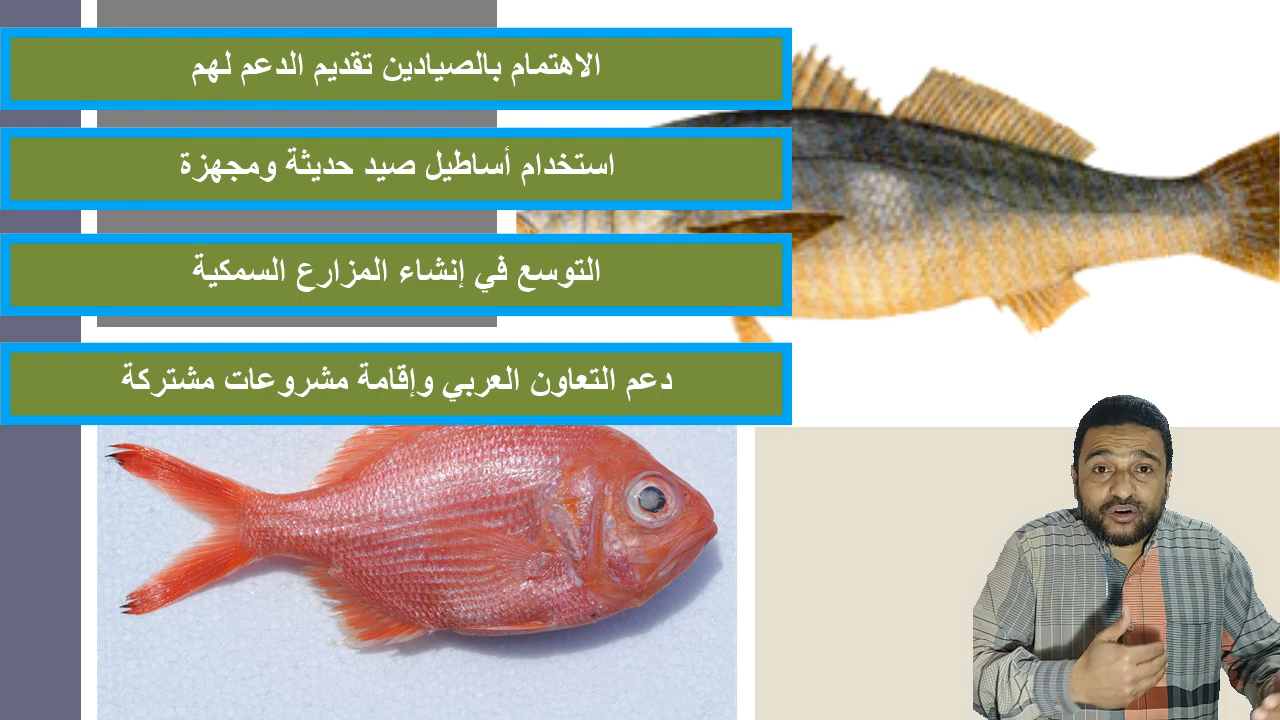 الاهتمام بالصيادين تقديم الدعم لهم
استخدام أساطيل صيد حديثة ومجهزة
التوسع في إنشاء المزارع السمكية
دعم التعاون العربي وإقامة مشروعات مشتركة